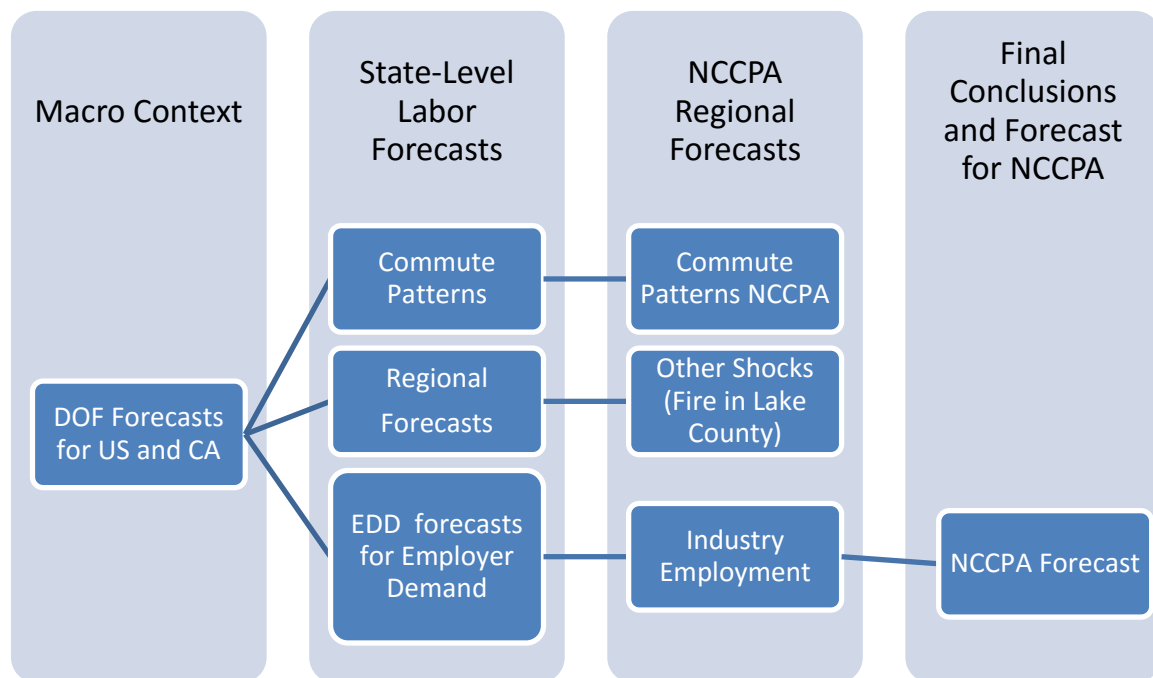 Macro Context
State-Level
Labor
Forecasts
NCCPA
Regional
Forecasts
Final
Conclusions
and Forecast
for NCCPA
DOF Forecasts
for US and CA
Commute
Patterns
Regional
Forecasts
EDD forecasts
for Employer
Demand
Commute
Patterns NCCPA
Other Shocks
(Fire in Lake
County)
Industry
Employment
NCCPA Forecast